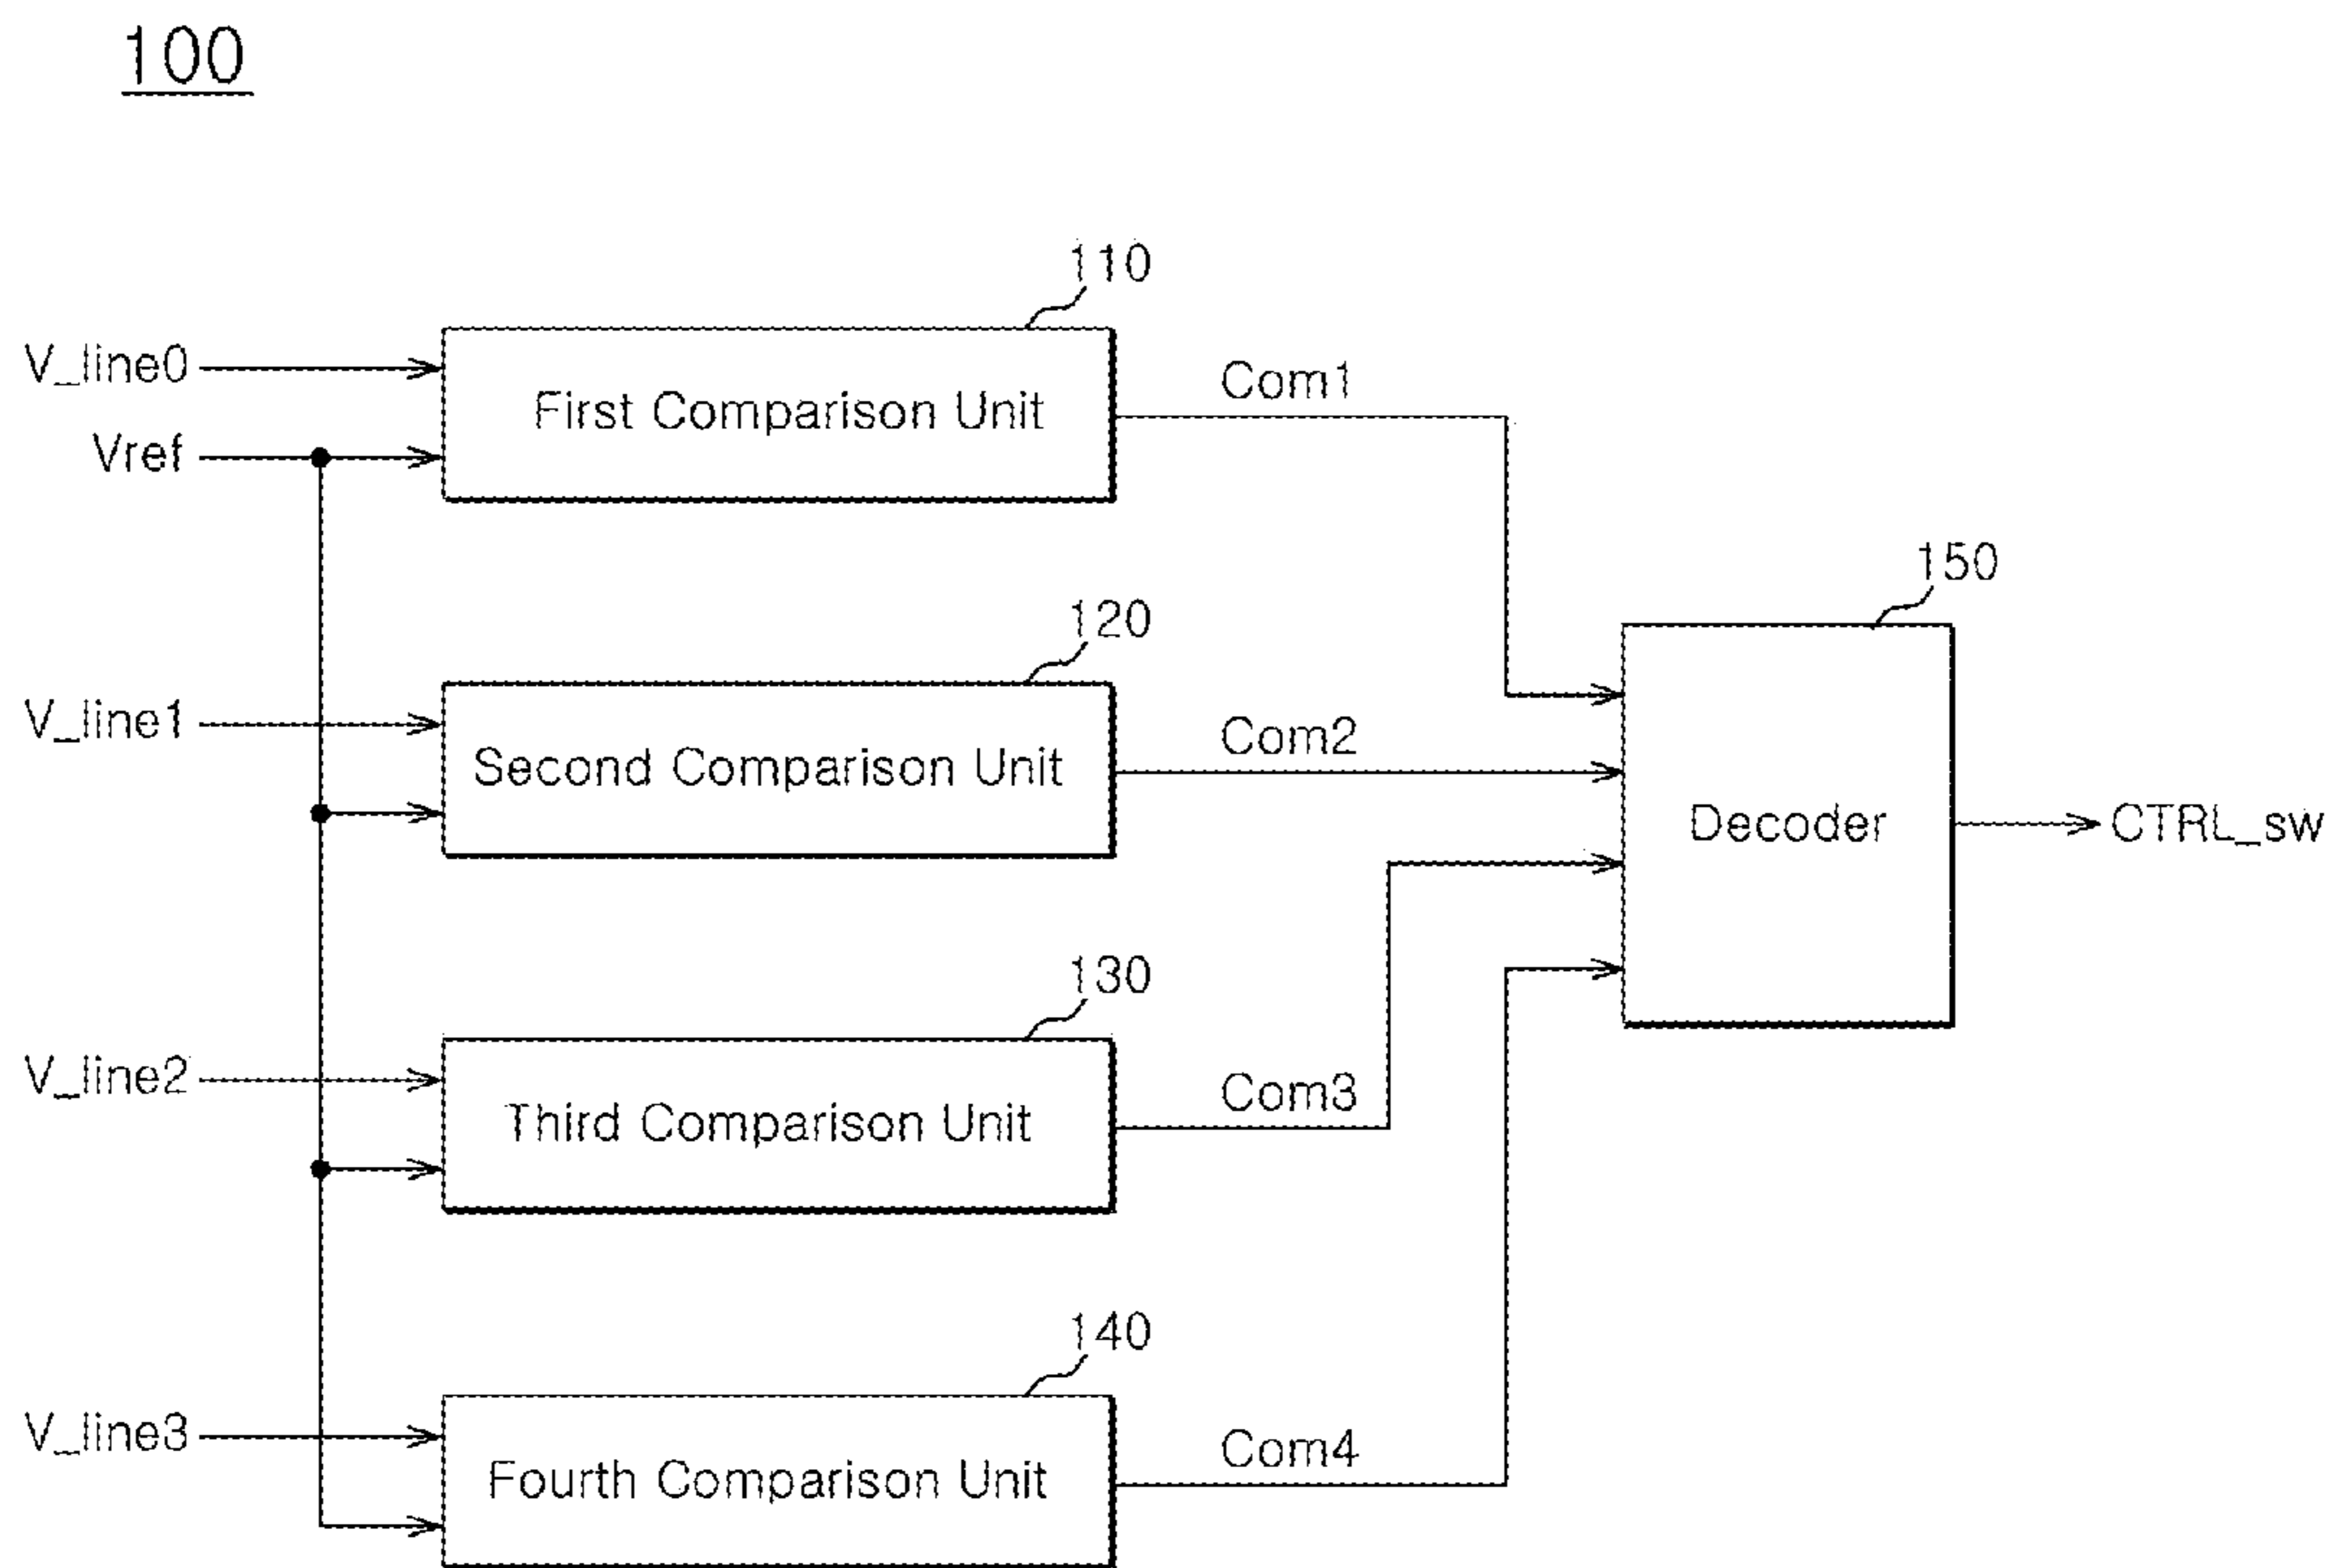 100
110
V_line0
First Comparison Unit
Com1
Vref
150
120
V_line1
Second Comparison Unit
Com2
Decoder
CTRL_sw
130
V_line2
Third Comparison Unit
Com3
140
V_line3
Fourth Comparison Unit
Com4